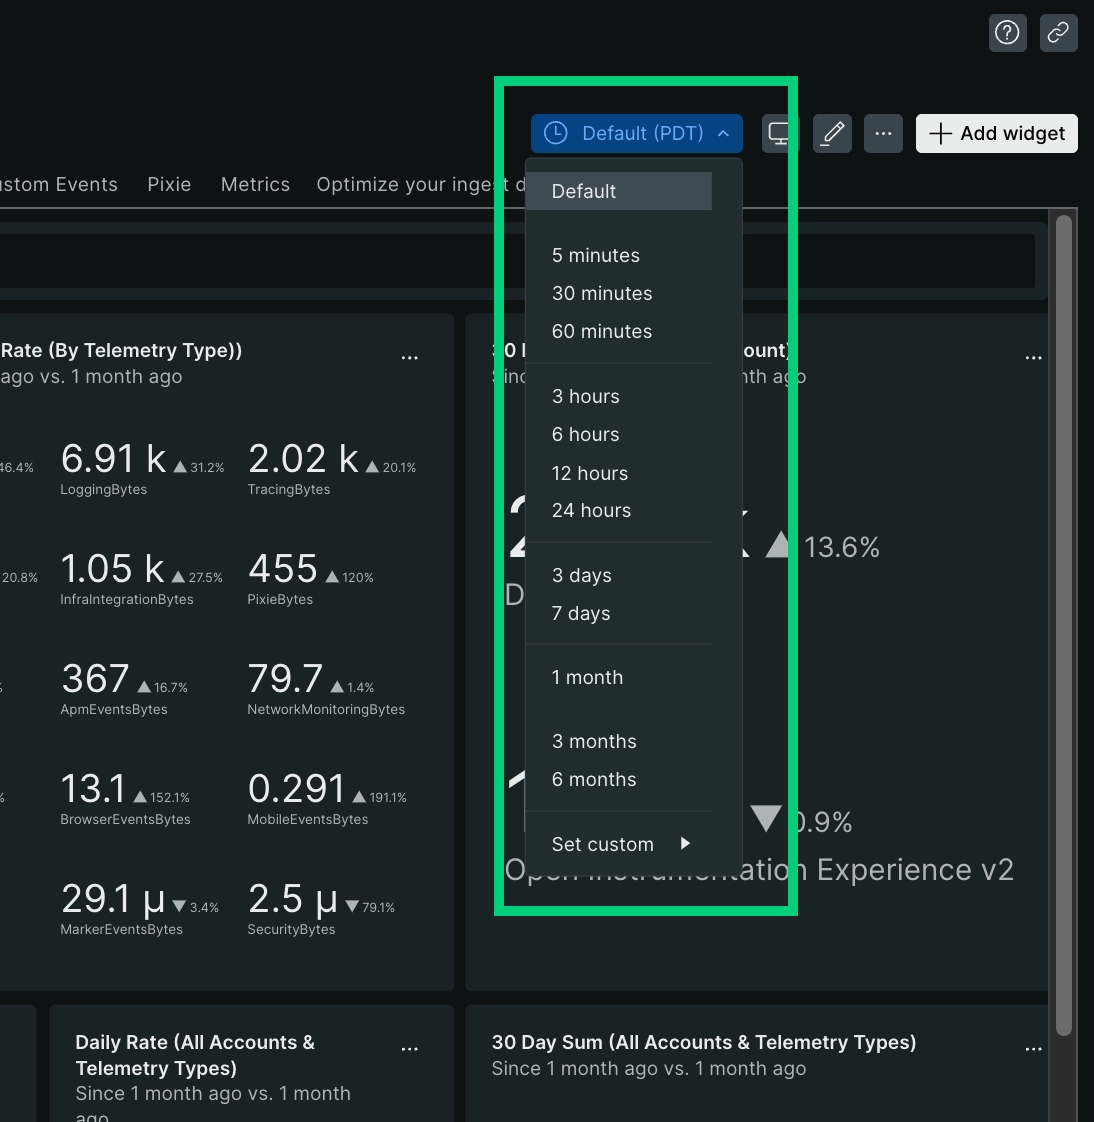 Default (PDT)
... + Add widget
Custom Events Pixie Metrics Optimize your ingest d
Default
5 minutes
30 minutes
60 minutes
3 hours
6 hours
12 hours
24 hours
3 days
7 days
1 month
3 months
6 months
Set custom
Rate (By Telemetry Type))
ago vs. 1 month ago
...
46.4%
6.91 k 31.2%
LoggingBytes
2.02 k 20.1%
TracingBytes
20.8%
1.05 k 27.5%
InfraIntegrationBytes
455 120%
PixieBytes
367 16.7%
ApmEventsBytes
79.7 1.4%
NetworkMonitoringBytes
13.1 152.1%
BrowserEventsBytes
0.291 191.1%
MobileEventsBytes
29.1 µ 3.4%
MarkerEventsBytes
2.5 µ 79.1%
SecurityBytes
30 ount)
Sinc nth ago
...
13.6%
D
0.9%
Open Instrumentation Experience v2
Daily Rate (All Accounts &
Telemetry Types)
Since 1 month ago vs. 1 month
ago
...
30 Day Sum (All Accounts & Telemetry Types)
Since 1 month ago vs. 1 month ago
...